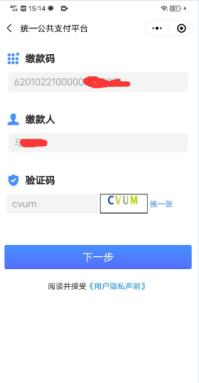 15:14
统一公共支付平台
缴款码
6201022100000
缴款人
验证码
cvum
CVUM
换一张
下一步
阅读并接受《用户隐私声明》